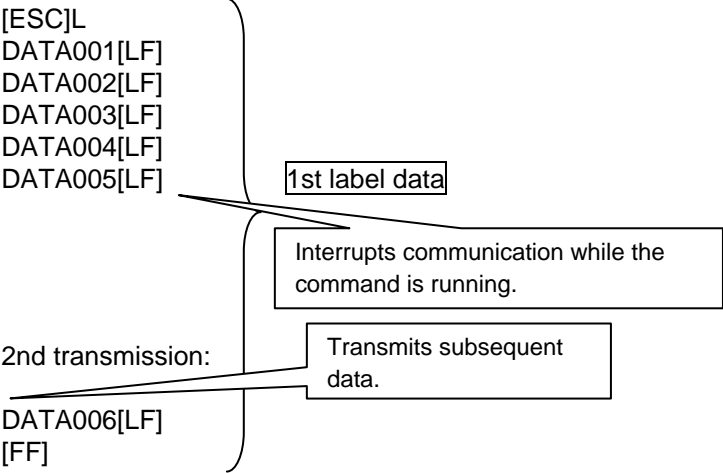 [ESC]L
DATA001[LF]
DATA002[LF]
DATA003[LF]
DATA004[LF]
DATA005[LF]
1st label data
Interrupts communication while the
command is running.
2nd transmission:
Transmits subsequent
data.
DATA006[LF]
[FF]